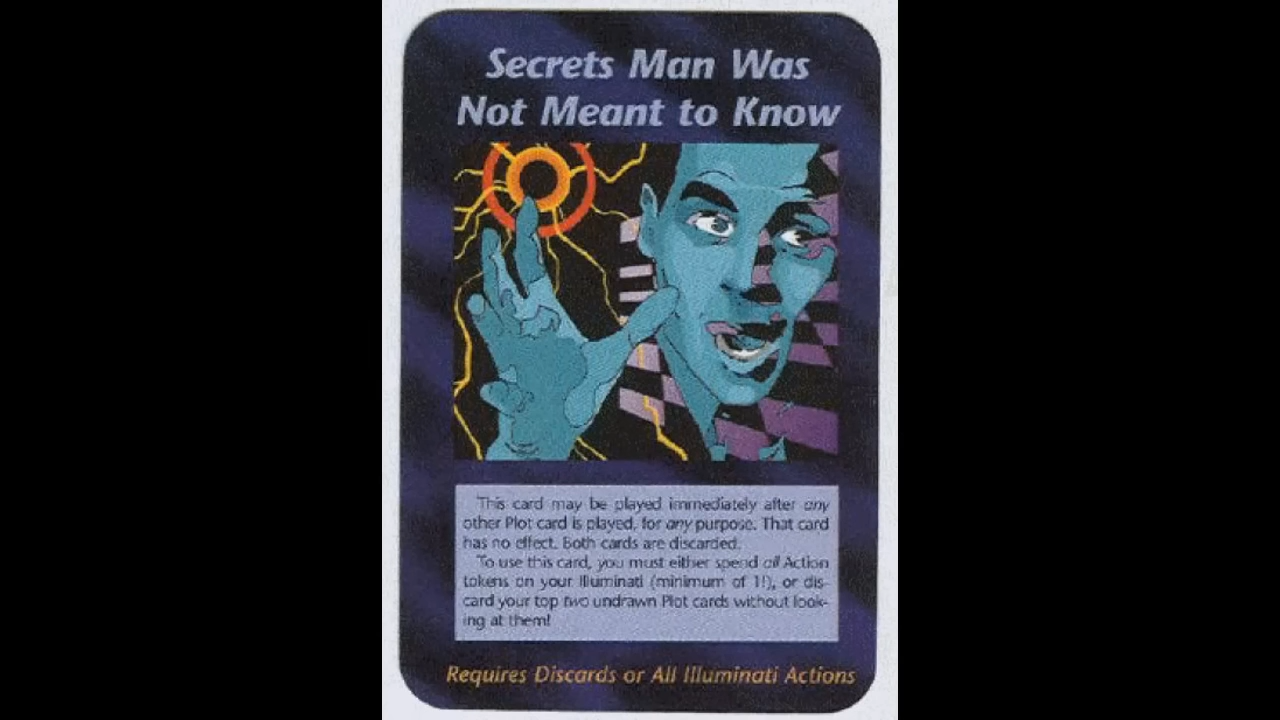 Secrets Man Was
Not Meant to Know
This card may be played immediately after any
other Plot card is played, for any purpose. That card
has no effect. Both cards are discarded.
To use this card, you must either spend all Action
tokens on your Illuminati (minimum of 1!), or dis-
card your top two undrawn Plot cards without look-
ing at them!
Requires Discards or All Illuminati Actions